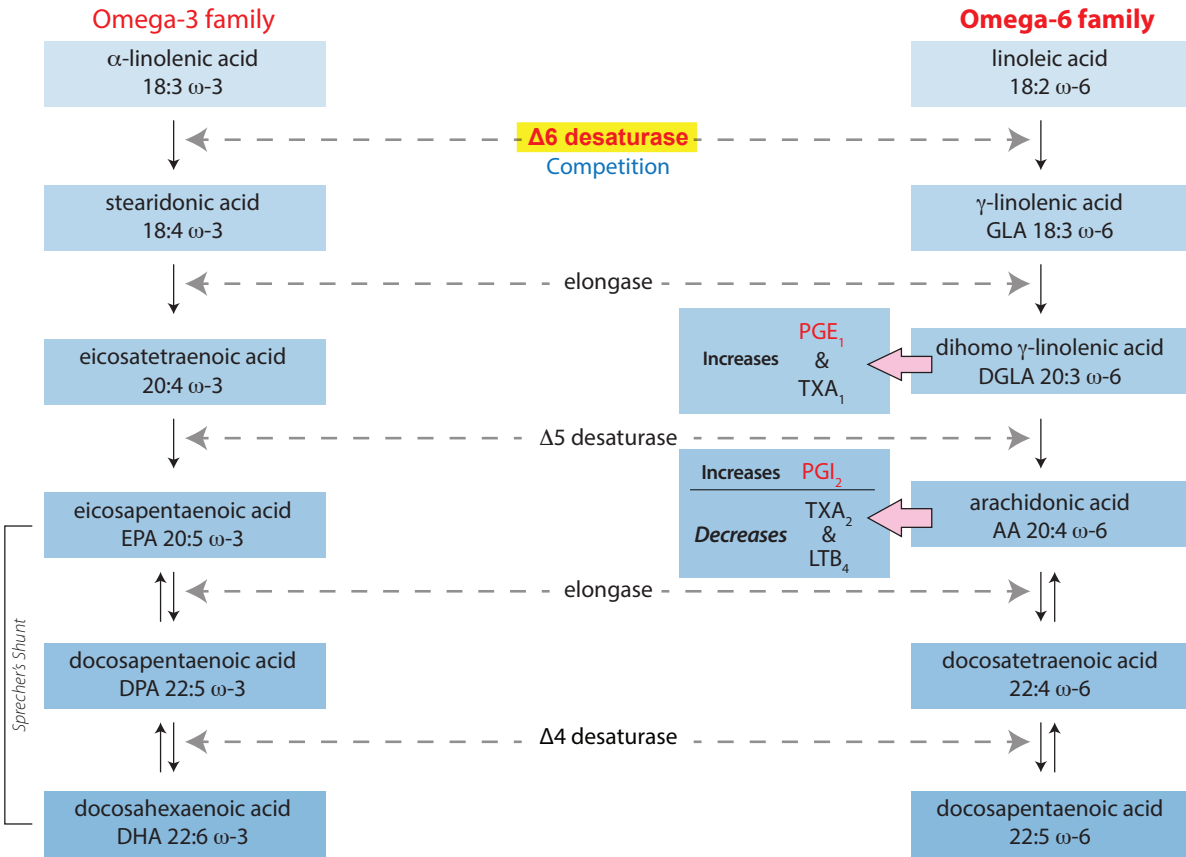 Omega-3 family
Omega-6 family
α-linolenic acid
18:3 ω-3
linoleic acid
18:2 ω-6
Δ6 desaturase
Competition
stearidonic acid
18:4 ω-3
γ-linolenic acid
GLA 18:3 ω-6
elongase
eicosatetraenoic acid
20:4 ω-3
Increases
PGE₁
&
TXA₁
dihomo γ-linolenic acid
DGLA 20:3 ω-6
Δ5 desaturase
eicosapentaenoic acid
EPA 20:5 ω-3
Increases PGI₂
Decreases
TXA₂
&
LTB₄
arachidonic acid
AA 20:4 ω-6
elongase
Sprecher's Shunt
docosapentaenoic acid
DPA 22:5 ω-3
docosatetraenoic acid
22:4 ω-6
Δ4 desaturase
docosahexaenoic acid
DHA 22:6 ω-3
docosapentaenoic acid
22:5 ω-6